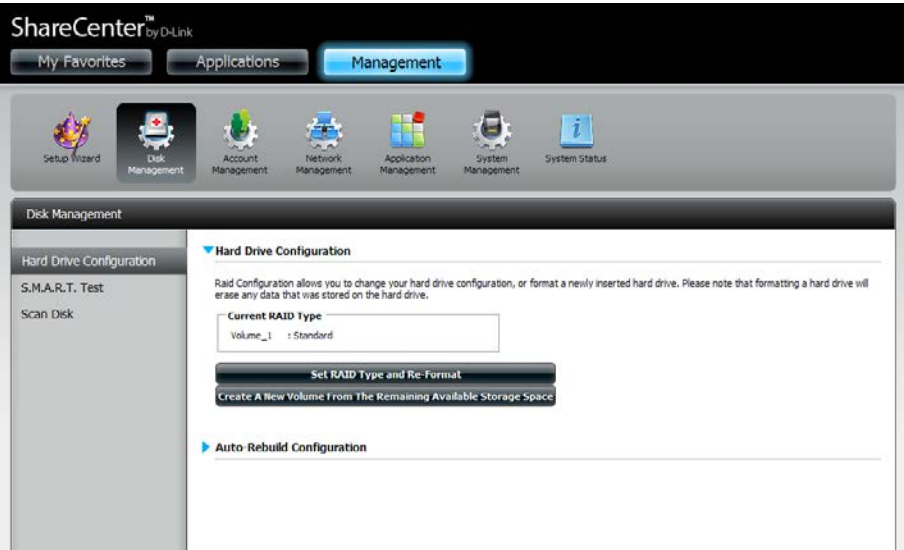 ShareCenter™ by D-Link
My Favorites
Applications
Management
Setup Wizard
Disk Management
Account Management
Network Management
Application Management
System Management
System Status
Disk Management
Hard Drive Configuration
S.M.A.R.T. Test
Scan Disk
Hard Drive Configuration
Raid Configuration allows you to change your hard drive configuration, or format a newly inserted hard drive. Please note that formatting a hard drive will
erase any data that was stored on the hard drive.
Current RAID Type
Volume_1 : Standard
Set RAID Type and Re-Format
Create A New Volume From The Remaining Available Storage Space
Auto-Rebuild Configuration